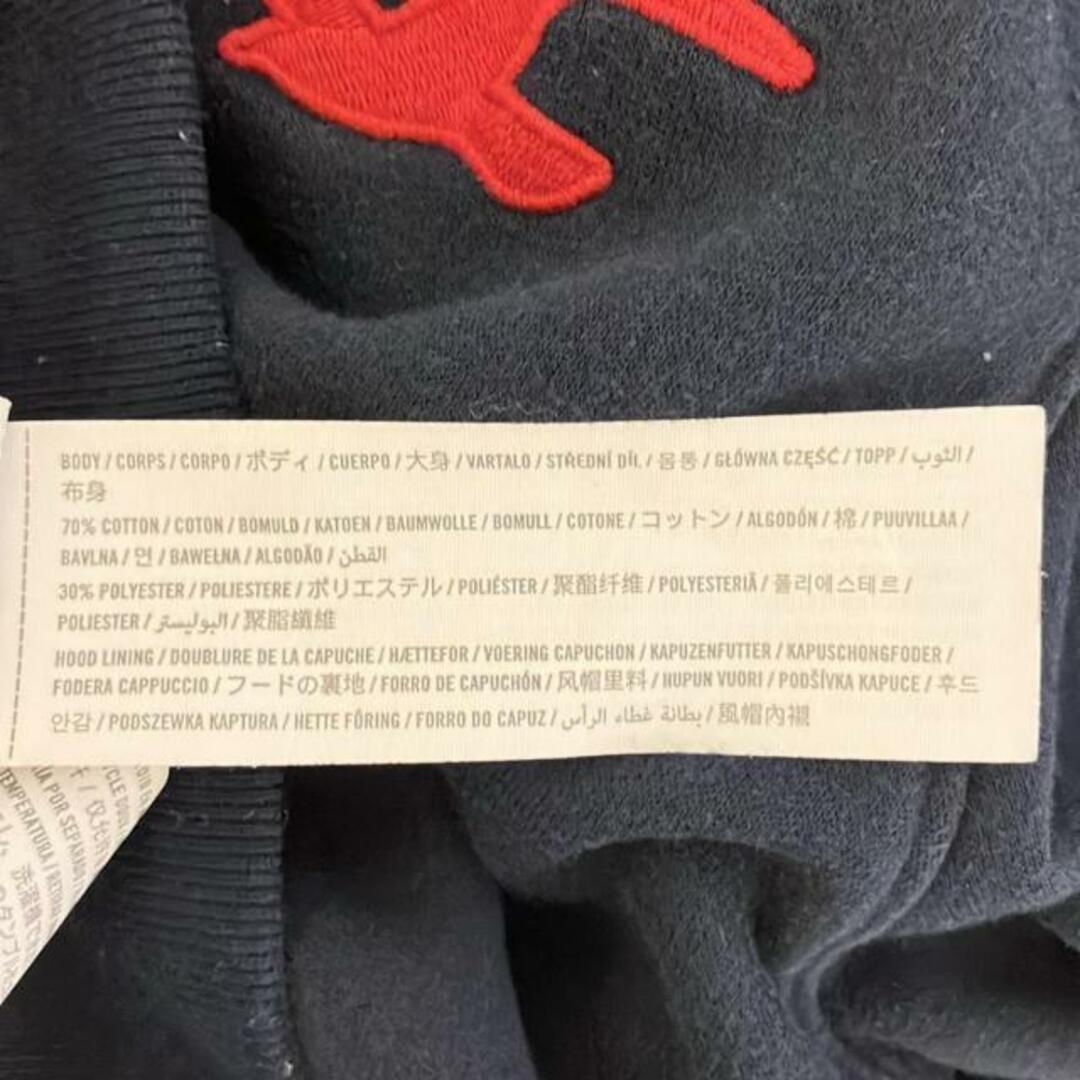 BODY / CORPS / CORPO / ボディ / CUERPO / 大身 / VARTALO / STŘEDNÍ DÍL / 몸통 / GŁÓWNA CZĘŚĆ / TOPP / الثوب /
布身
70% COTTON / COTON / BOMULD / KATOEN / BAUMWOLLE / BOMULL / COTONE / コットン / ALGODÓN / 棉 / PUUVILLAA /
BAVLNA / 면 / BAWEŁNA / ALGODÃO / القطن
30% POLYESTER / POLIESTERE / ポリエステル / POLIÉSTER / 聚酯纤维 / POLYESTERIÄ / 폴리에스테르 /
POLIESTER / البوليستر / 聚脂纖維
HOOD LINING / DOUBLURE DE LA CAPUCHE / HÆTTEFOR / VOERING CAPUCHON / KAPUZENFUTTER / KAPUSCHONGFODER /
FODERA CAPPUCCIO / フードの裏地 / FORRO DE CAPUCHÓN / 风帽里料 / HUPUN VUORI / PODŠÍVKA KAPUCE / 후드
안감 / PODSZEWKA KAPTURA / HETTE FÔRING / FORRO DO CAPUZ / بطانة غطاء الرأس / 風帽內襯
POR SEPARADO
TEMPERATURA /